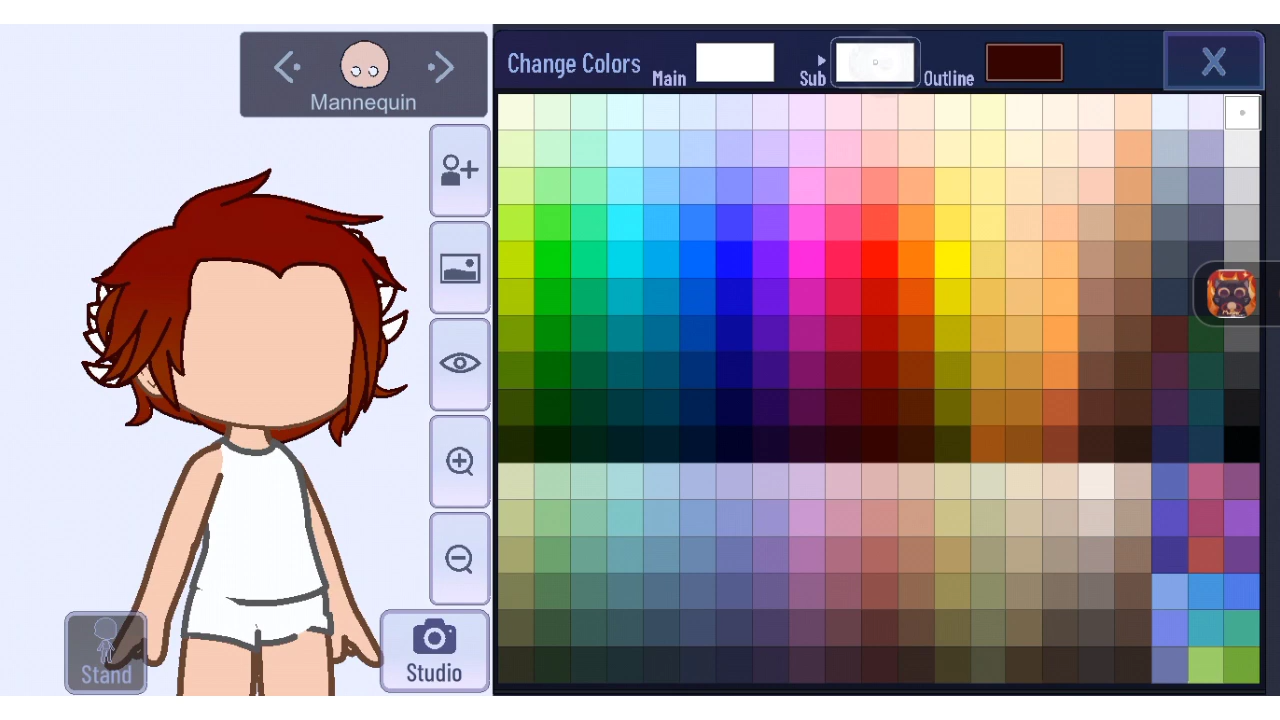 Mannequin
Change Colors
Main
Sub
Outline
X
Stand
Studio